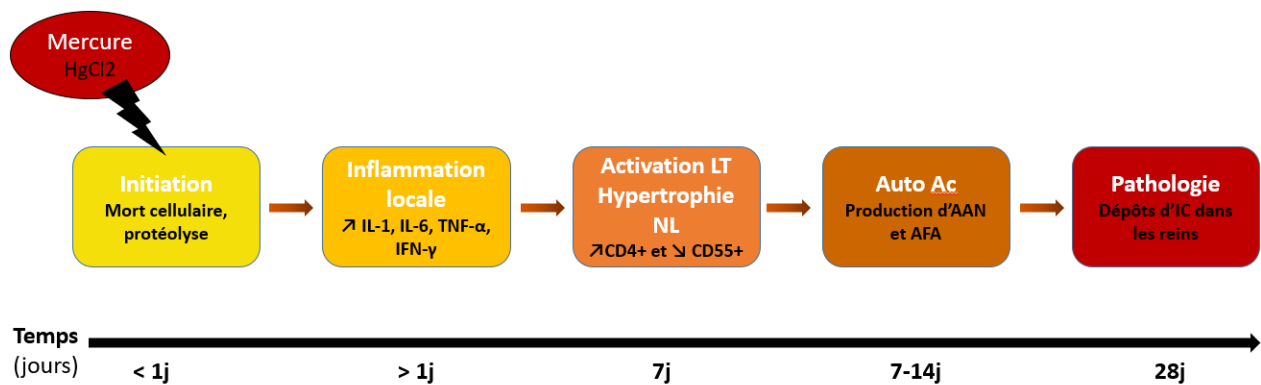 Mercure
HgCl2
Initiation
Mort cellulaire,
protéolyse
Inflammation
locale
↗ IL-1, IL-6, TNF-α,
IFN-γ
Activation LT
Hypertrophie
NL
↗CD4+ et ↘ CD55+
Auto Ac
Production d'AAN
et AFA
Pathologie
Dépôts d'IC dans
les reins
Temps
(jours)
< 1j
> 1j
7j
7-14j
28j